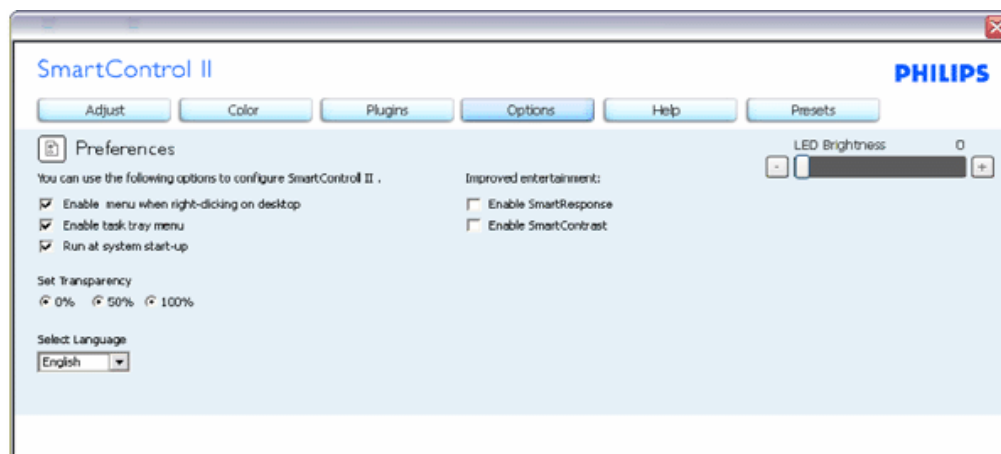 SmartControl II
PHILIPS
Adjust Color Plugins Options Help Presets
Preferences
LED Brightness 0
- +
You can use the following options to configure SmartControl II .
Improved entertainment:
Enable menu when right-clicking on desktop
Enable SmartResponse
Enable task tray menu
Enable SmartContrast
Run at system start-up
Set Transparency
0% 50% 100%
Select Language
English